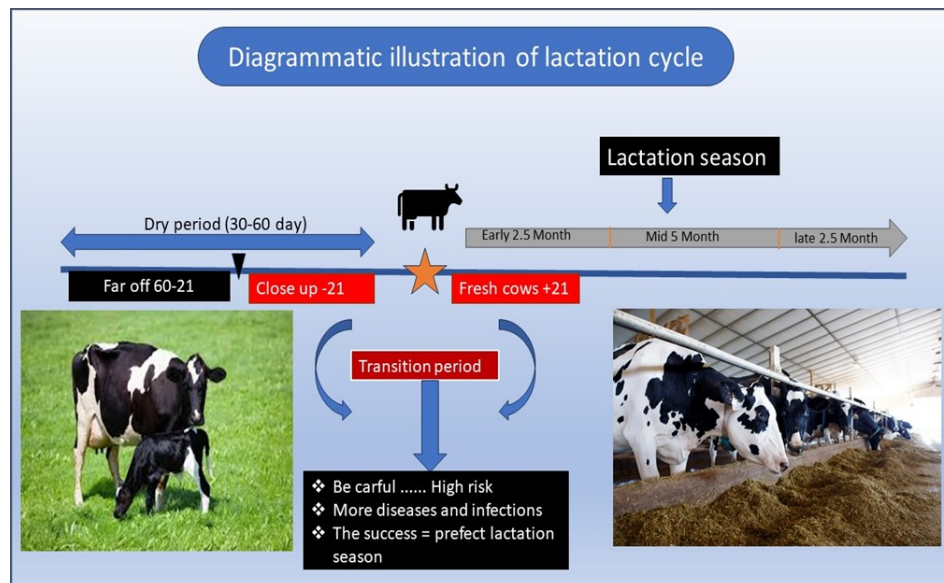 Diagrammatic illustration of lactation cycle
Lactation season
Dry period (30-60 day)
Early 2.5 Month
Mid 5 Month
late 2.5 Month
Far off 60-21
Close up -21
Fresh cows +21
Transition period
❖ Be carful ...... High risk
❖ More diseases and infections
❖ The success = prefect lactation
season